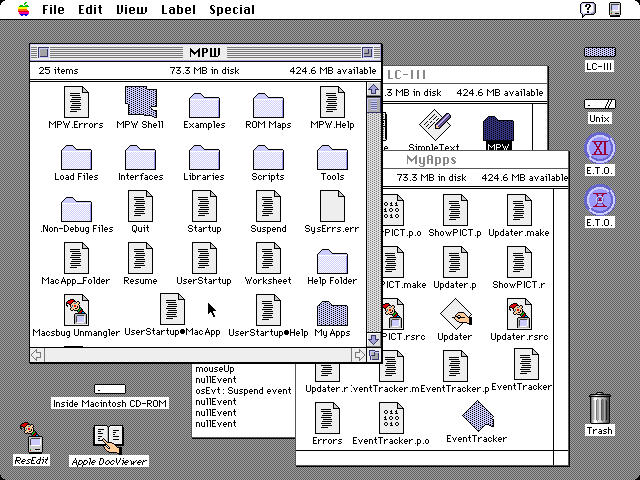 File Edit View Label Special
MPW
25 items 73.3 MB in disk 424.6 MB available
MPW.Errors MPW Shell Examples ROM Maps MPW.Help
Load Files Interfaces Libraries Scripts Tools
.Non-Debug Files Quit Startup Suspend SysErrs.err
MacApp_Folder Resume UserStartup Worksheet Help Folder
Macsbug Unmangler UserStartup•MacApp UserStartup•Help My Apps
LC-III
.3 MB in disk 424.6 MB available
SimpleText MPW
MyApps
73.3 MB in disk 424.6 MB available
PICT.p.o ShowPICT.p Updater.make
PICT.make Updater.p ShowPICT.r
PICT.rsrc Updater Updater.rsrc
Updater.r EventTracker.p EventTracker
Errors EventTracker.p.o EventTracker
mouseUp
nullEvent
osEvt: Suspend event
nullEvent
nullEvent
nullEvent
LC-III
Unix
XI
E.T.O.
X
E.T.O.
Trash
Inside Macintosh CD-ROM
ResEdit
Apple DocViewer